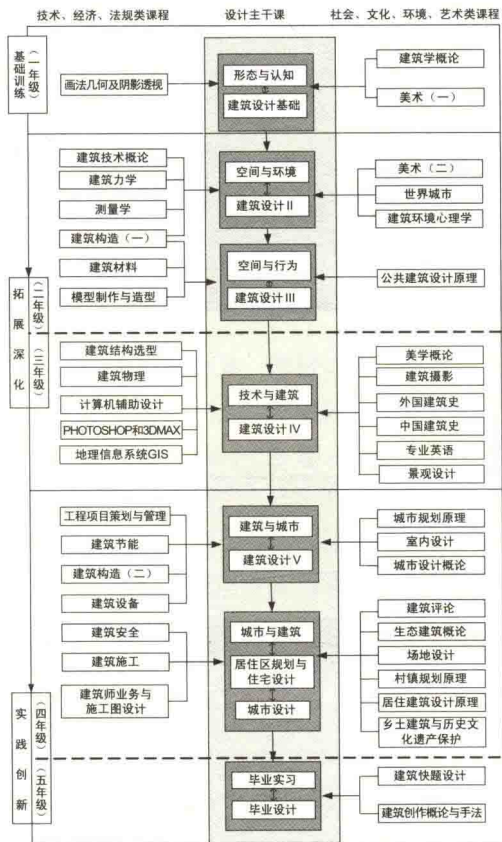 技术、经济、法规类课程
设计主干课
社会、文化、环境、艺术类课程
基础训练
（一年级）
画法几何及阴影透视
形态与认知
建筑设计基础
建筑学概论
美术（一）
拓展深化
（二年级）
（三年级）
建筑技术概论
建筑力学
测量学
建筑构造（一）
建筑材料
模型制作与造型
空间与环境
建筑设计II
空间与行为
建筑设计III
美术（二）
世界城市
建筑环境心理学
公共建筑设计原理
建筑结构选型
建筑物理
计算机辅助设计
PHOTOSHOP和3DMAX
地理信息系统GIS
技术与建筑
建筑设计IV
美学概论
建筑摄影
外国建筑史
中国建筑史
专业英语
景观设计
实践创新
（四年级）
（五年级）
工程项目策划与管理
建筑节能
建筑构造（二）
建筑设备
建筑安全
建筑施工
建筑师业务与
施工图设计
建筑与城市
建筑设计V
城市与建筑
居住区规划与
住宅设计
城市设计
城市规划原理
室内设计
城市设计概论
建筑评论
生态建筑概论
场地设计
村镇规划原理
居住建筑设计原理
乡土建筑与历史文
化遗产保护
毕业实习
毕业设计
建筑快题设计
建筑创作概论与手法